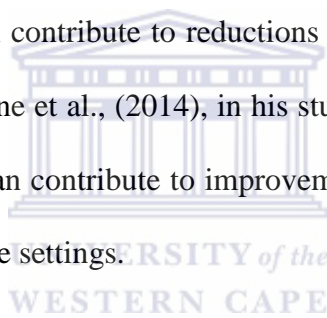 contribute to reductions
ne et al., (2014), in his stu
an contribute to improvem
e settings.
UNIVERSITY of the
WESTERN CAPE